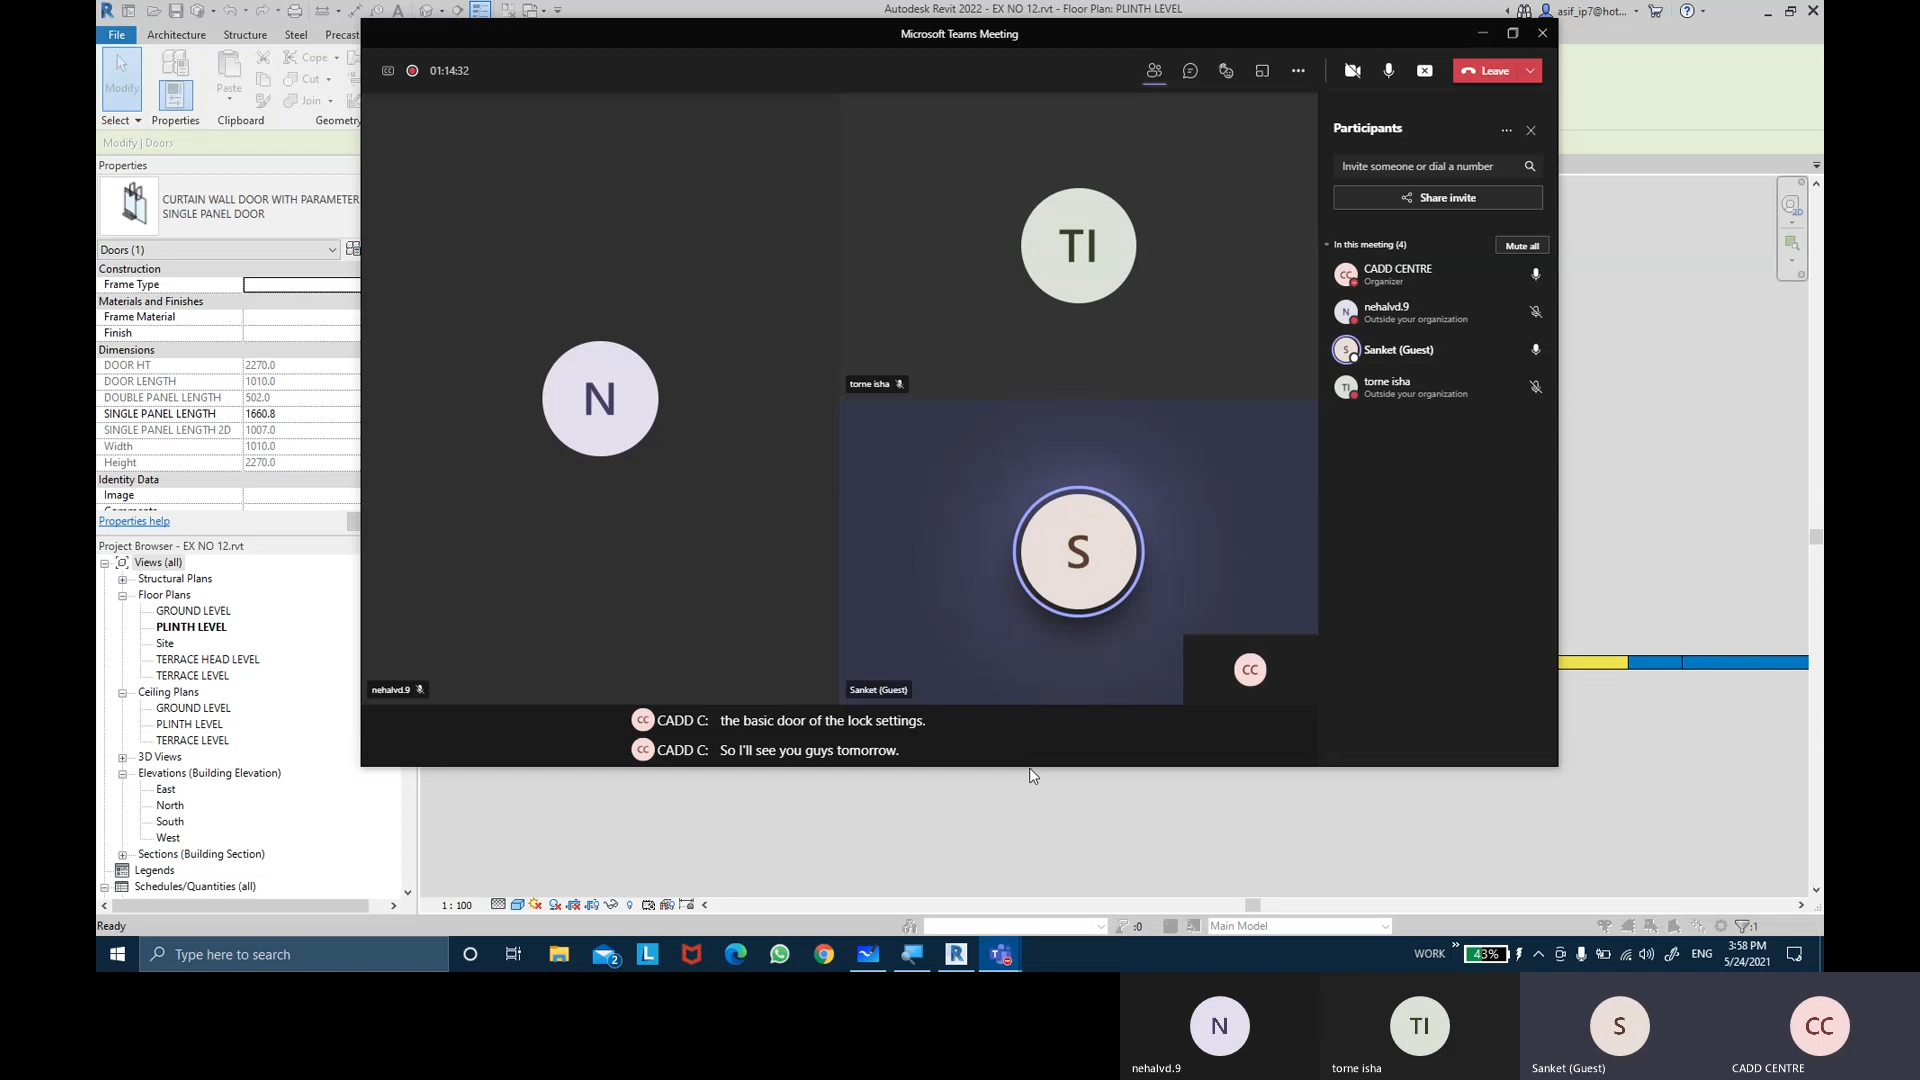 Autodesk Revit 2022 - EX NO 12.rvt - Floor Plan: PLINTH LEVEL
asif_ip7@hot...
File
Architecture
Structure
Steel
Precast
Microsoft Teams Meeting
01:14:32
Leave
Modify
Paste
Cope
Cut
Join
Select
Properties
Clipboard
Geometry
Modify | Doors
Properties
CURTAIN WALL DOOR WITH PARAMETER
SINGLE PANEL DOOR
Doors (1)
Construction
Frame Type
Materials and Finishes
Frame Material
Finish
Dimensions
DOOR HT 2270.0
DOOR LENGTH 1010.0
DOUBLE PANEL LENGTH 502.0
SINGLE PANEL LENGTH 1660.8
SINGLE PANEL LENGTH 2D 1007.0
Width 1010.0
Height 2270.0
Identity Data
Image
Properties help
Project Browser - EX NO 12.rvt
Views (all)
Structural Plans
Floor Plans
GROUND LEVEL
PLINTH LEVEL
Site
TERRACE HEAD LEVEL
TERRACE LEVEL
Ceiling Plans
GROUND LEVEL
PLINTH LEVEL
TERRACE LEVEL
3D Views
Elevations (Building Elevation)
East
North
South
West
Sections (Building Section)
Legends
Schedules/Quantities (all)
N
nehalvd.9
TI
torne isha
S
Sanket (Guest)
CC
CC CADD C: the basic door of the lock settings.
CC CADD C: So I'll see you guys tomorrow.
Participants
Invite someone or dial a number
Share invite
In this meeting (4)
Mute all
CC CADD CENTRE
Organizer
N nehalvd.9
Outside your organization
S Sanket (Guest)
TI torne isha
Outside your organization
2D
1 : 100
Ready
:0
Main Model
:1
Type here to search
2
L
R
WORK
43%
ENG
3:58 PM
5/24/2021
N
nehalvd.9
TI
torne isha
S
Sanket (Guest)
CC
CADD CENTRE